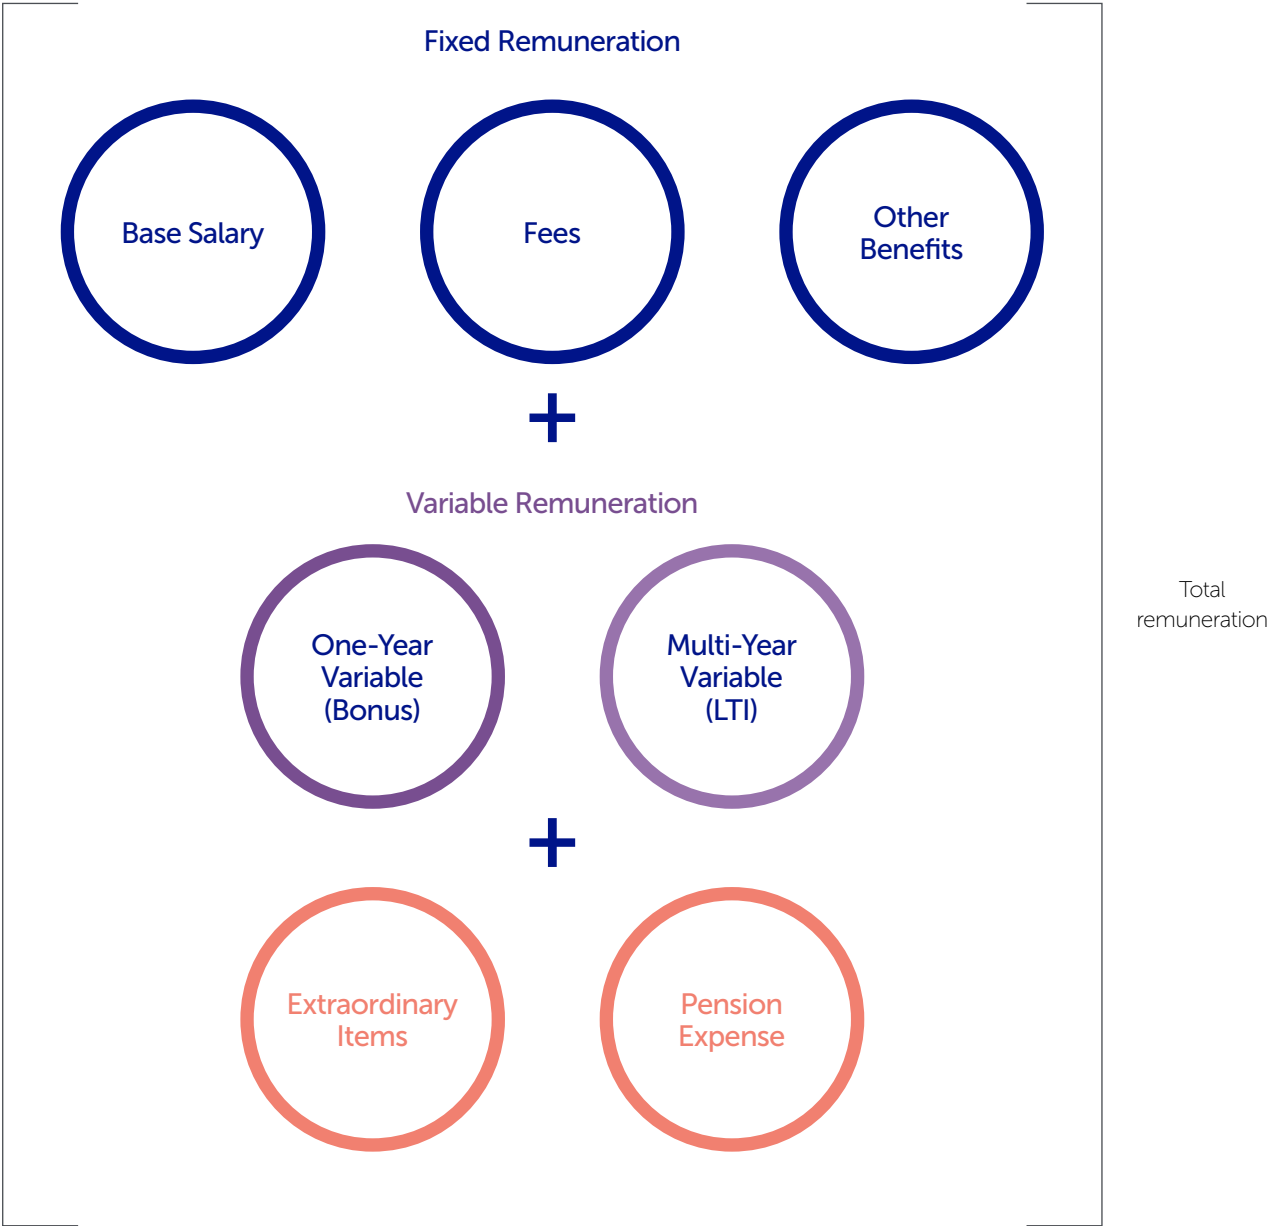 Fixed Remuneration
Base Salary
Fees
Other
Benefits
+
Variable Remuneration
One-Year
Variable
(Bonus)
Multi-Year
Variable
(LTI)
Total
remuneration
+
Extraordinary
Items
Pension
Expense